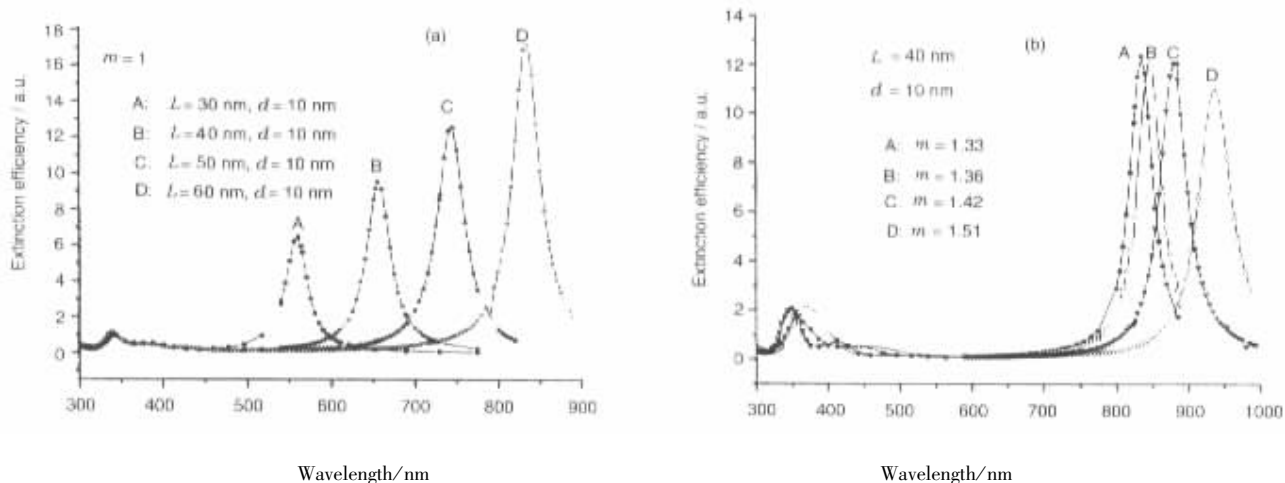 18
16
14
12
10
8
6
4
2
0
Extinction efficiency / a.u.
(a)
m = 1
A: L = 30 nm, d = 10 nm
B: L = 40 nm, d = 10 nm
C: L = 50 nm, d = 10 nm
D: L = 60 nm, d = 10 nm
A
B
C
D
300 400 500 600 700 800 900
Wavelength/nm
14
12
10
8
6
4
2
0
Extinction efficiency / a.u.
(b)
L = 40 nm
d = 10 nm
A: m = 1.33
B: m = 1.36
C: m = 1.42
D: m = 1.51
A B C D
300 400 500 600 700 800 900 1000
Wavelength/nm